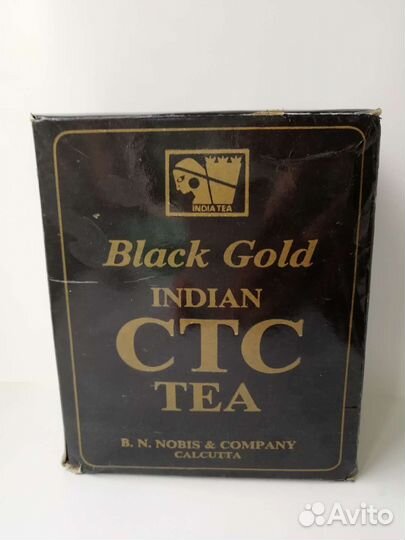 INDIA TEA
Black Gold
INDIAN
CTC
TEA
B. N. NOBIS & COMPANY
CALCUTTA
Avito